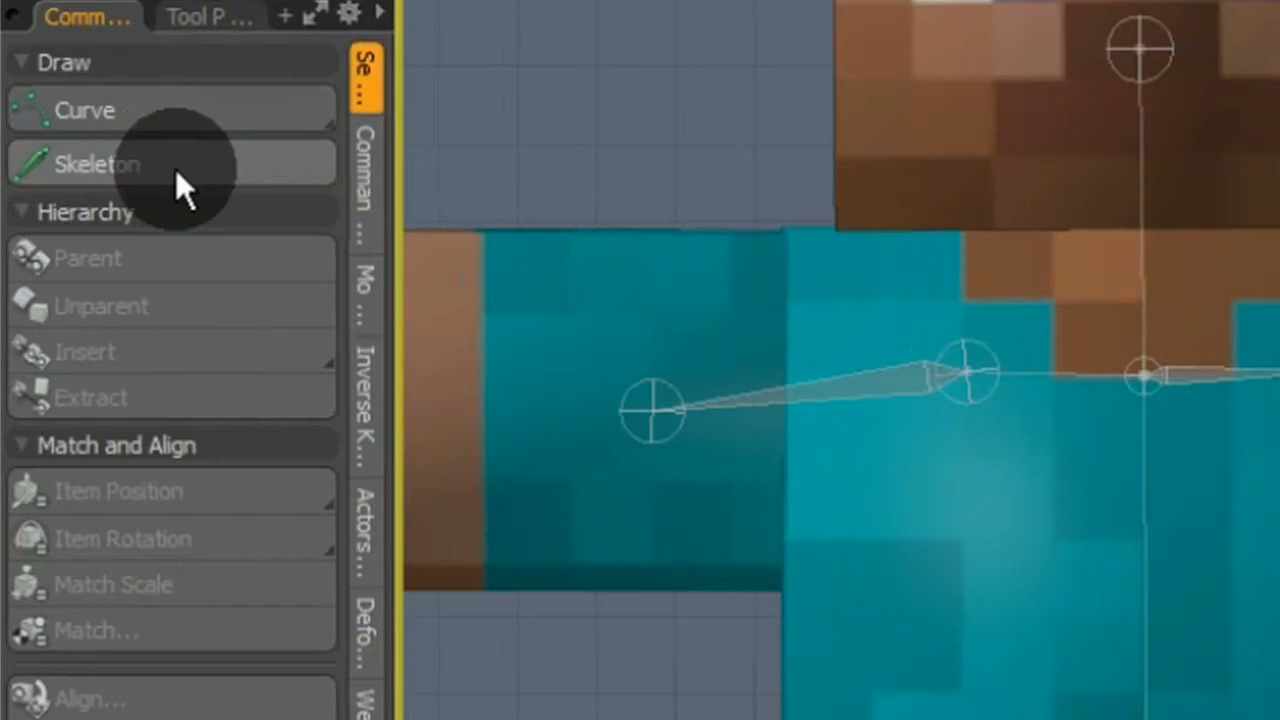 Comm... Tool P ...
Draw
Curve
Skeleton
Hierarchy
Parent
Unparent
Insert
Extract
Match and Align
Item Position
Item Rotation
Match Scale
Match...
Align...
Se ...
Comman ...
Mo ...
Inverse K...
Actors...
Defo...
We